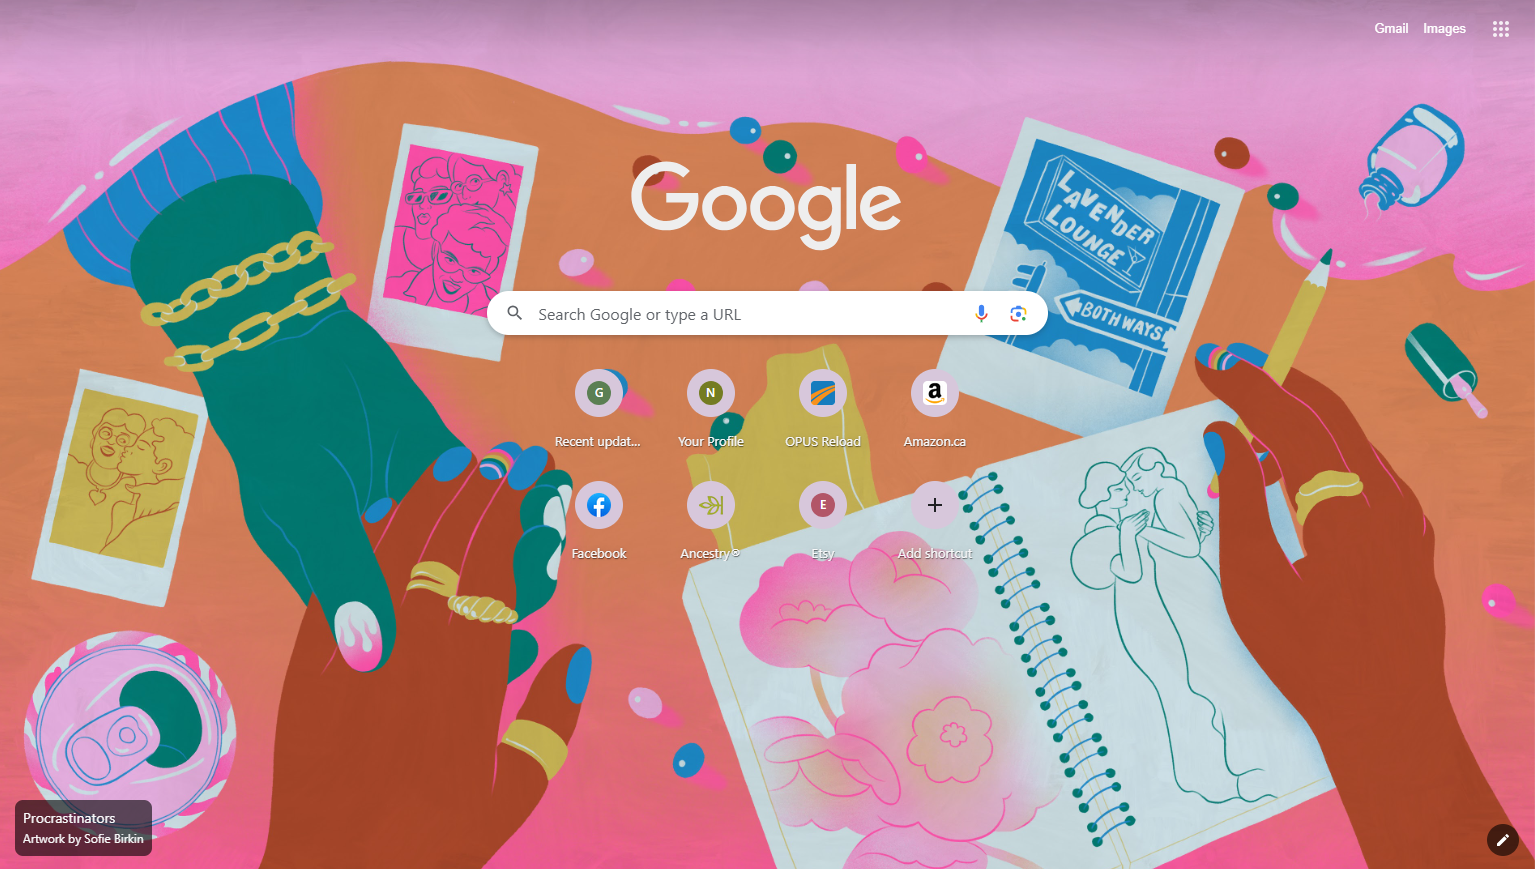 Gmail
Images
Google
LAVENDER
LOUNGE
BOTH WAYS
Search Google or type a URL
G
N
a
Recent updat...
Your Profile
OPUS Reload
Amazon.ca
E
Facebook
Ancestry®
Etsy
Add shortcut
Procrastinators
Artwork by Sofie Birkin